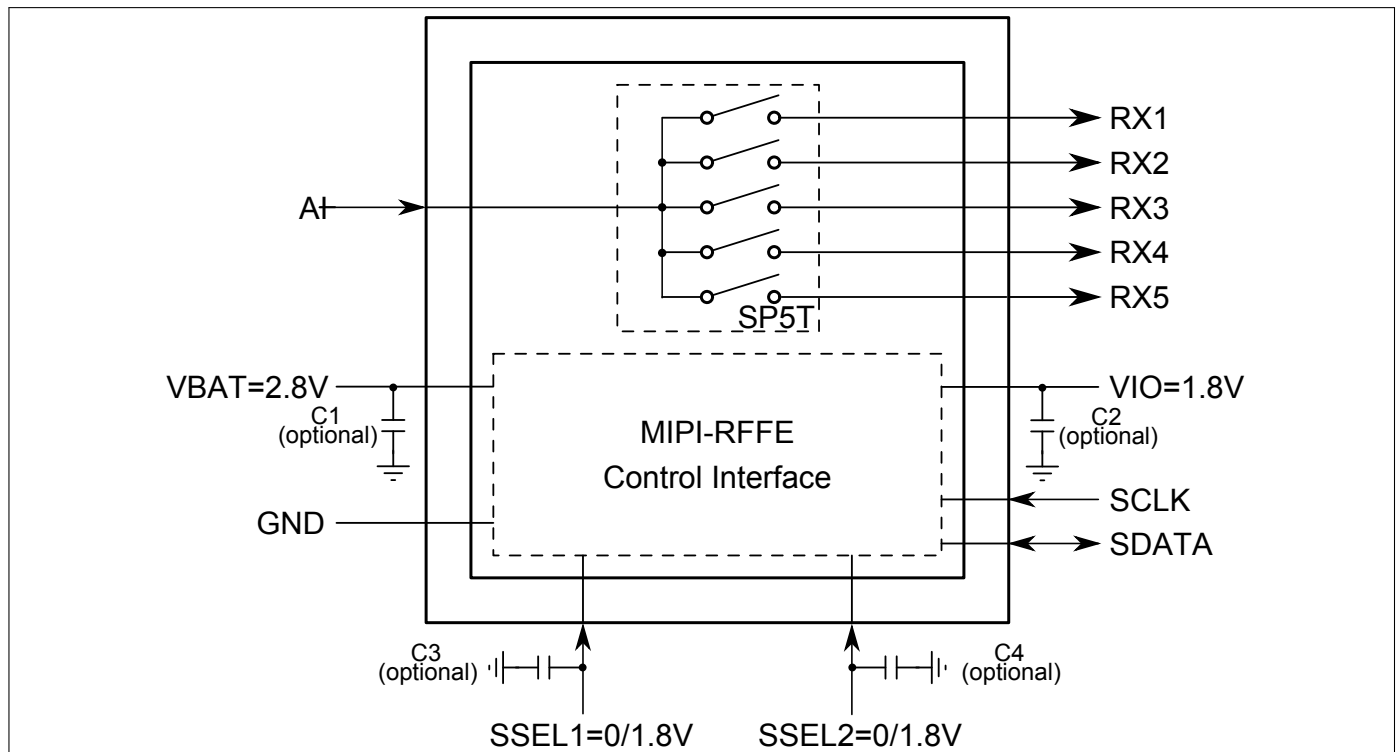 RX1
RX2
AI
RX3
RX4
RX5
SP5T
VBAT=2.8V
C1
(optional)
MIPI-RFFE
Control Interface
VIO=1.8V
C2
(optional)
GND
SCLK
SDATA
C3
(optional)
C4
(optional)
SSEL1=0/1.8V
SSEL2=0/1.8V